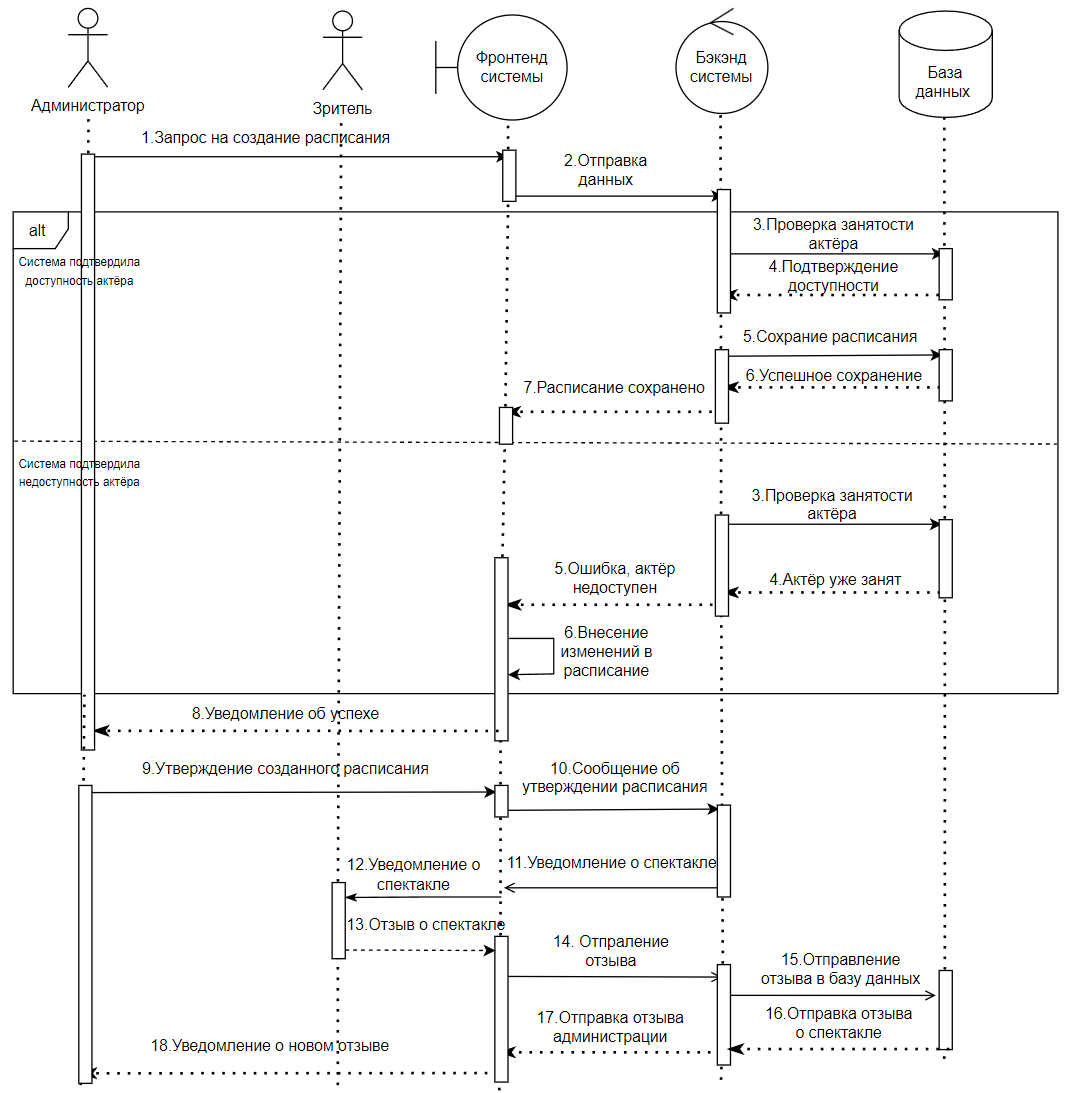 Администратор
Зритель
Фронтенд
системы
Бэкэнд
системы
База
данных
1.Запрос на создание расписания
2.Отправка
данных
alt
Система подтвердила
доступность актёра
3.Проверка занятости
актёра
4.Подтверждение
доступности
5.Сохрание расписания
6.Успешное сохранение
7.Расписание сохранено
Система подтвердила
недоступность актёра
3.Проверка занятости
актёра
4.Актёр уже занят
5.Ошибка, актёр
недоступен
6.Внесение
изменений в
расписание
8.Уведомление об успехе
9.Утверждение созданного расписания
10.Сообщение об
утверждении расписания
11.Уведомление о спектакле
12.Уведомление о
спектакле
13.Отзыв о спектакле
14. Отпраление
отзыва
15.Отправление
отзыва в базу данных
16.Отправка отзыва
о спектакле
17.Отправка отзыва
администрации
18.Уведомление о новом отзыве